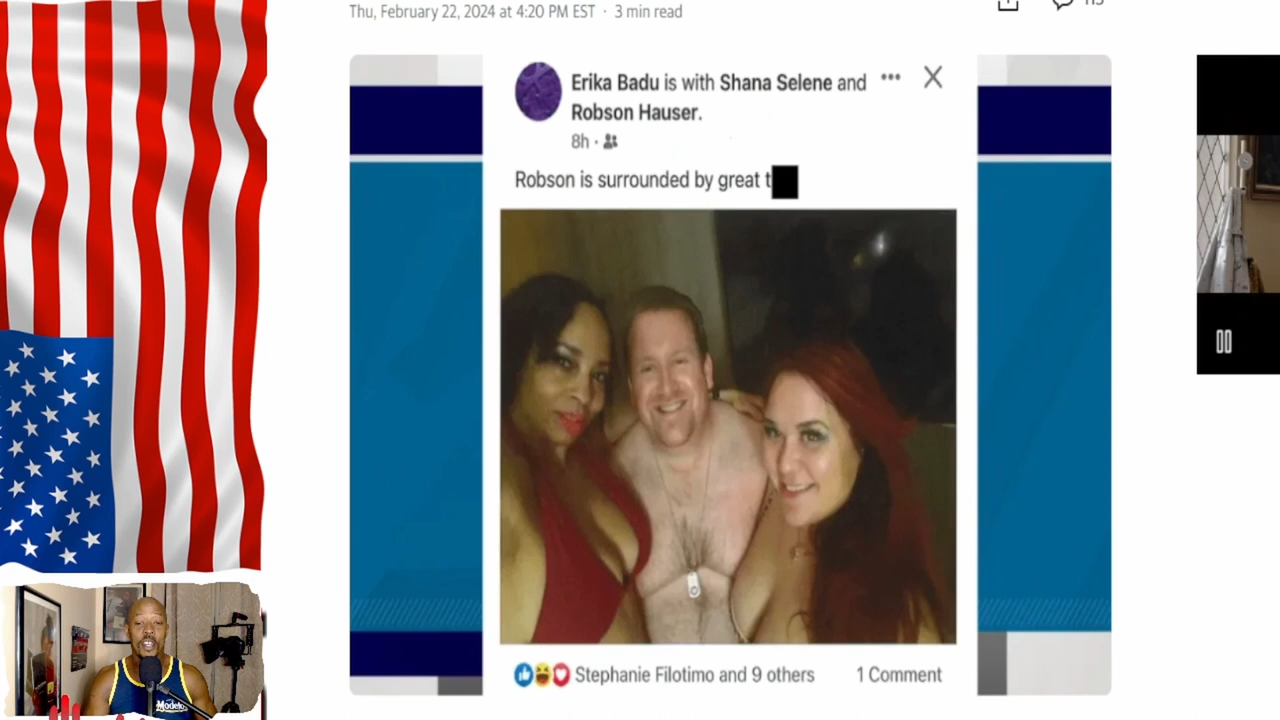 Thu, February 22, 2024 at 4:20 PM EST · 3 min read
Erika Badu is with Shana Selene and
Robson Hauser.
8h ·
Robson is surrounded by great t
Stephanie Filotimo and 9 others
1 Comment
Modelo